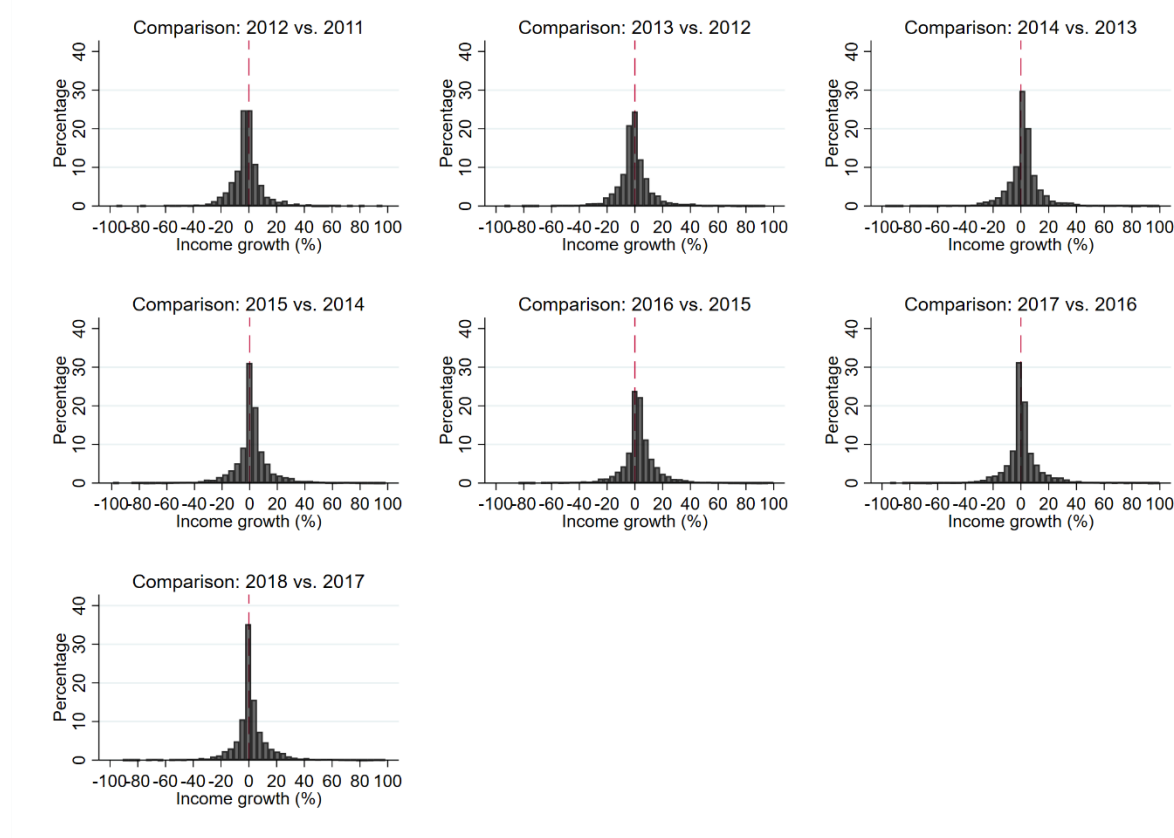 Comparison: 2012 vs. 2011
Percentage
0 10 20 30 40
-100-80 -60 -40 -20 0 20 40 60 80 100
Income growth (%)
Comparison: 2013 vs. 2012
Percentage
0 10 20 30 40
-100-80 -60 -40 -20 0 20 40 60 80 100
Income growth (%)
Comparison: 2014 vs. 2013
Percentage
0 10 20 30 40
-100-80 -60 -40 -20 0 20 40 60 80 100
Income growth (%)
Comparison: 2015 vs. 2014
Percentage
0 10 20 30 40
-100-80 -60 -40 -20 0 20 40 60 80 100
Income growth (%)
Comparison: 2016 vs. 2015
Percentage
0 10 20 30 40
-100-80 -60 -40 -20 0 20 40 60 80 100
Income growth (%)
Comparison: 2017 vs. 2016
Percentage
0 10 20 30 40
-100-80 -60 -40 -20 0 20 40 60 80 100
Income growth (%)
Comparison: 2018 vs. 2017
Percentage
0 10 20 30 40
-100-80 -60 -40 -20 0 20 40 60 80 100
Income growth (%)